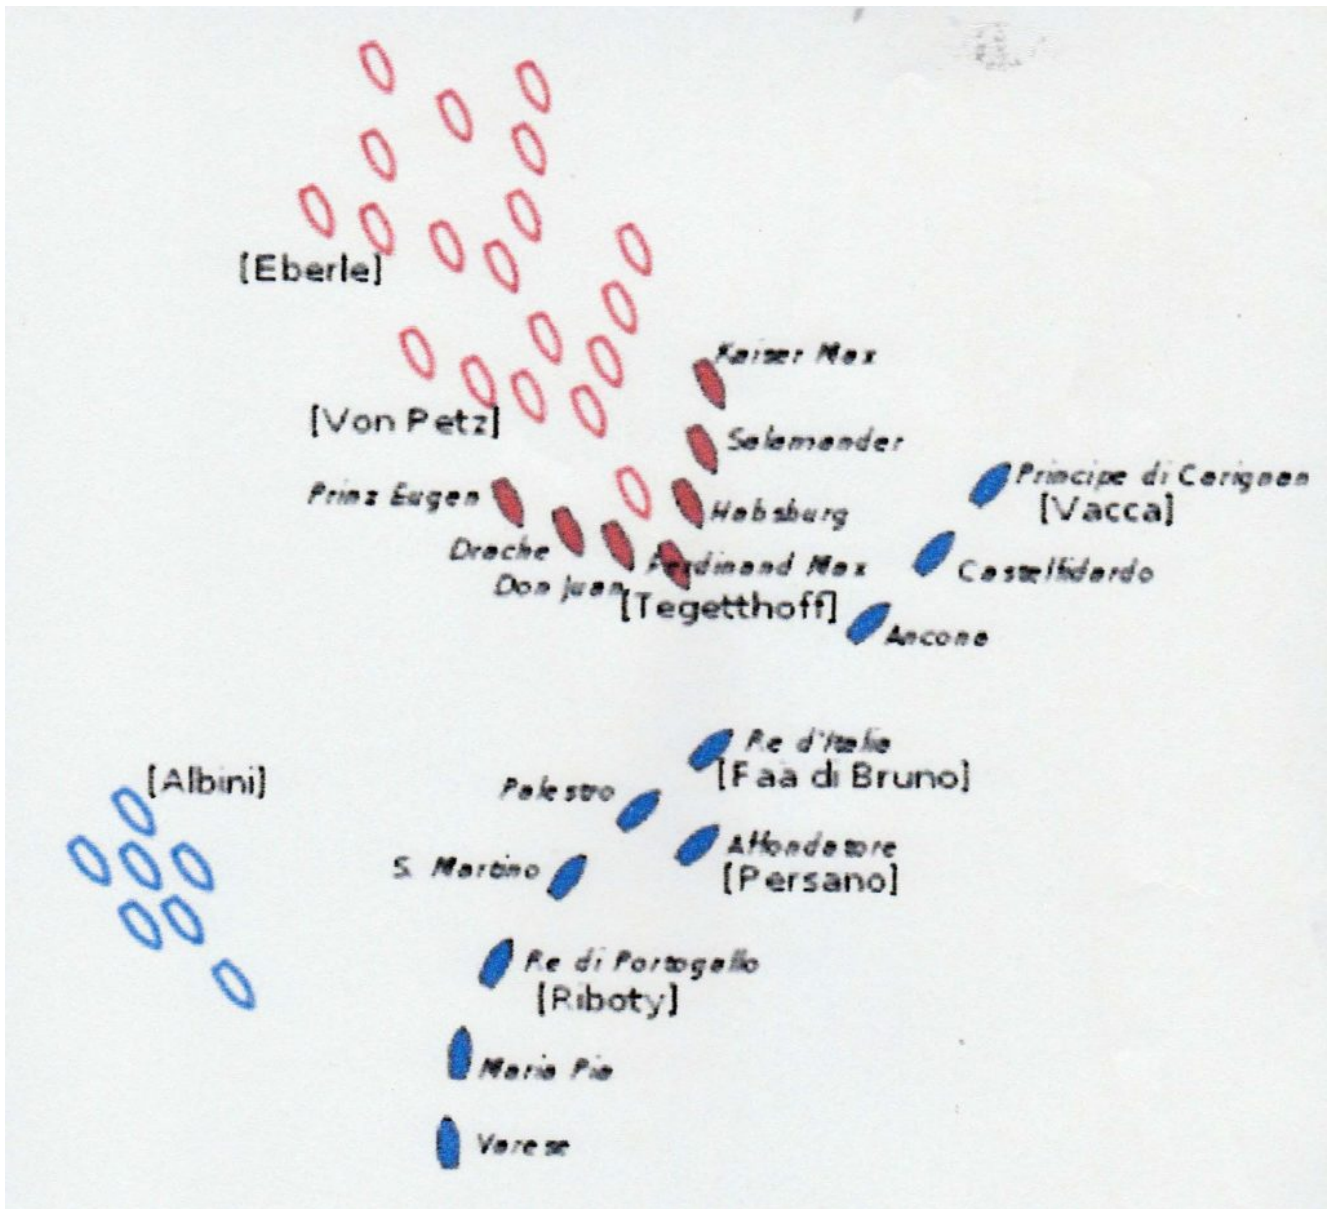 [Eberle]
Kaiser Max
[Von Petz]
Salamander
Principe di Carignan
[Vacca]
Prinz Eugen
Habsburg
Drache
Ferdinand Max
Castelfidardo
Don Juan
[Tegetthoff]
Ancona
Re d'Italia
[Faà di Bruno]
[Albini]
Palestro
Affondatore
[Persano]
S. Martino
Re di Portogallo
[Riboty]
Maria Pia
Varese